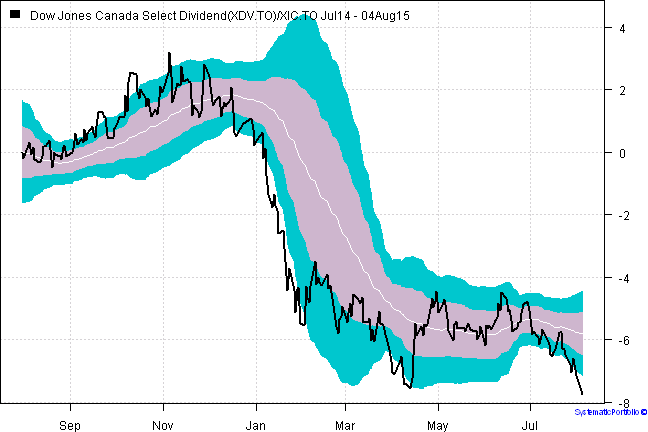 Dow Jones Canada Select Dividend(XDV.TO)/XIC.TO Jul14 - 04Aug15
4
2
0
-2
-4
-6
-8
Sep Nov Jan Mar May Jul
SystematicPortfolio ©